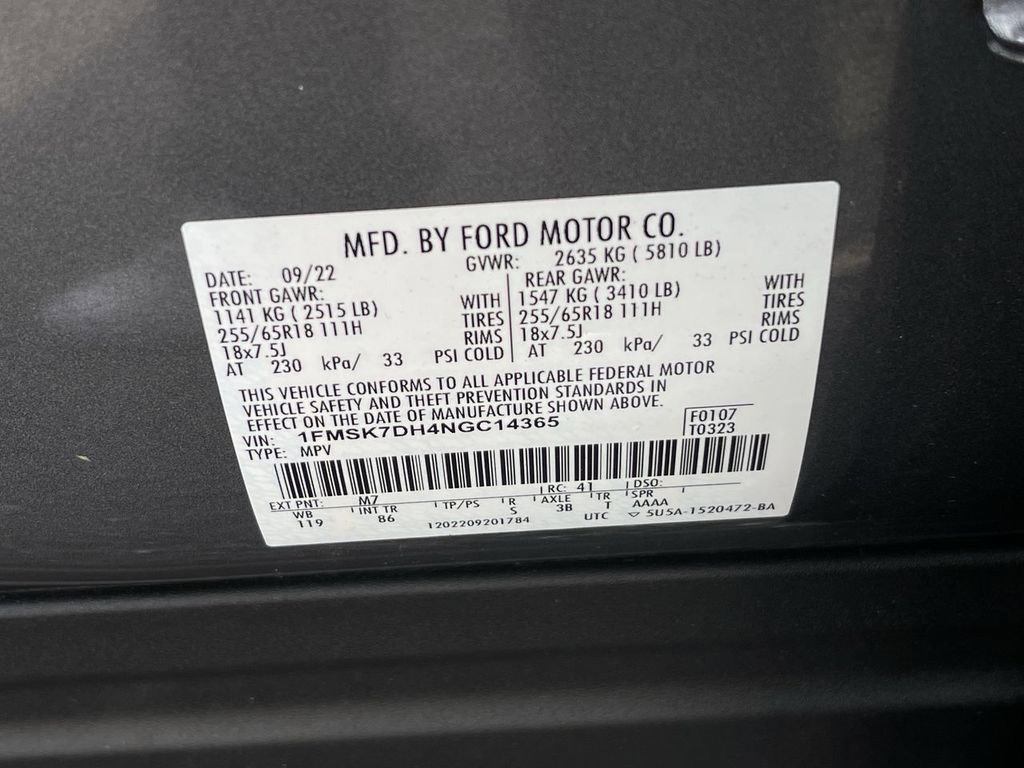 MFD. BY FORD MOTOR CO.
DATE: 09/22 GVWR: 2635 KG ( 5810 LB)
FRONT GAWR: REAR GAWR:
1141 KG ( 2515 LB) WITH 1547 KG ( 3410 LB) WITH
255/65R18 111H TIRES 255/65R18 111H TIRES
18x7.5J RIMS 18x7.5J RIMS
AT 230 kPa/ 33 PSI COLD AT 230 kPa/ 33 PSI COLD
THIS VEHICLE CONFORMS TO ALL APPLICABLE FEDERAL MOTOR
VEHICLE SAFETY AND THEFT PREVENTION STANDARDS IN
EFFECT ON THE DATE OF MANUFACTURE SHOWN ABOVE.
VIN: 1FMSK7DH4NGC14365 F0107
TYPE: MPV T0323
EXT PNT: M7 RC: 41 DSO:
WB INT TR TP/PS R AXLE TR SPR
119 86 S 3B T AAAA
1202209201784 UTC ▽ 5U5A-1520472-BA